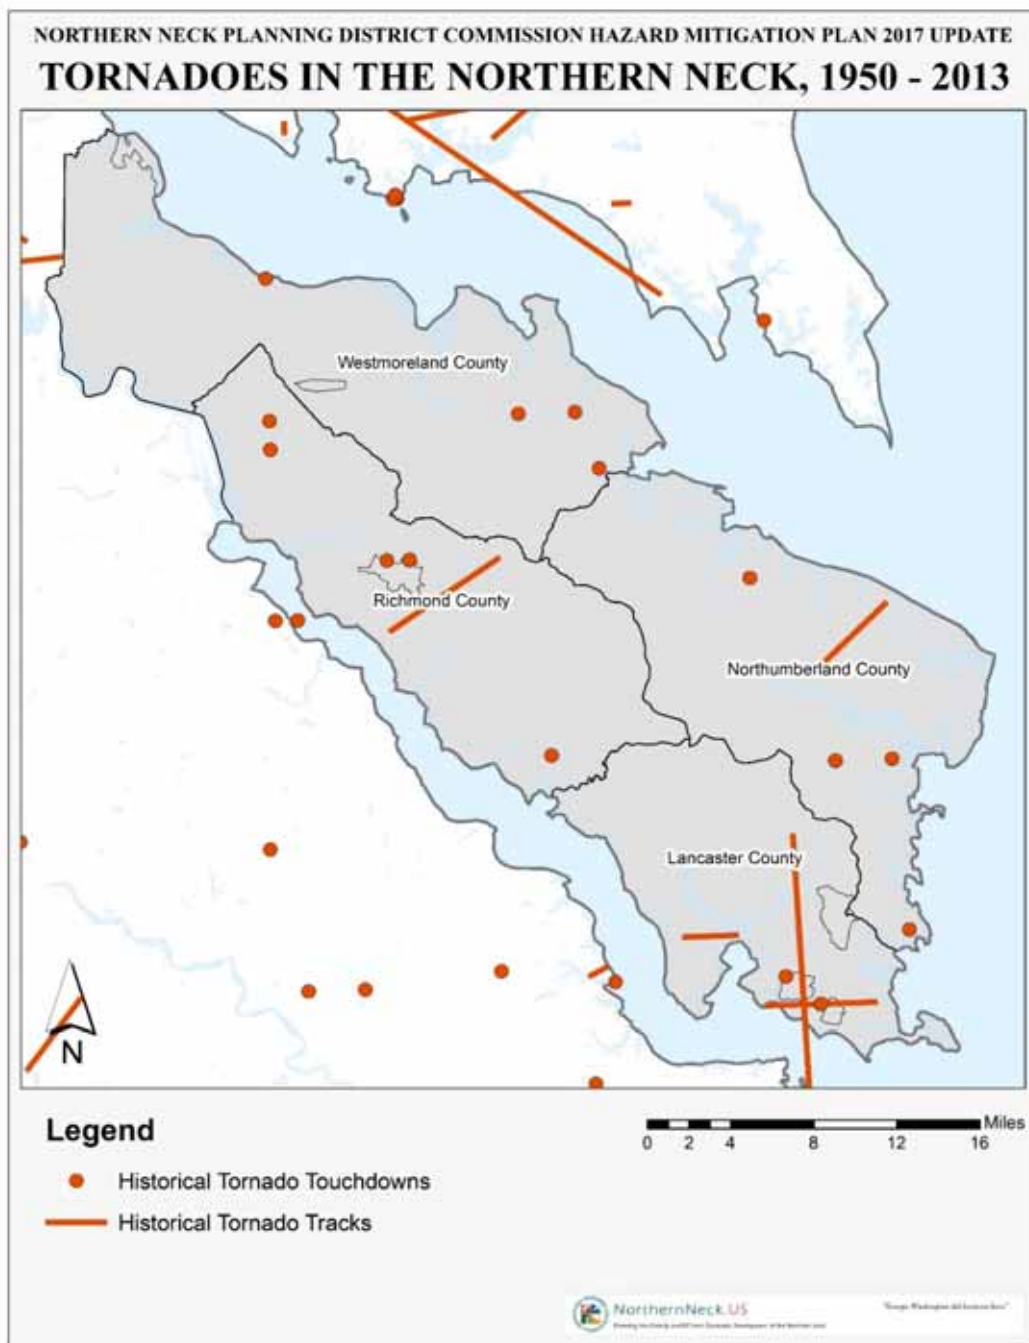 NORTHERN NECK PLANNING DISTRICT COMMISSION HAZARD MITIGATION PLAN 2017 UPDATE
TORNADOES IN THE NORTHERN NECK, 1950 - 2013
Westmoreland County
Richmond County
Northumberland County
Lancaster County
N
Legend
Historical Tornado Touchdowns
Historical Tornado Tracks
Miles
0 2 4 8 12 16
NorthernNeck.US